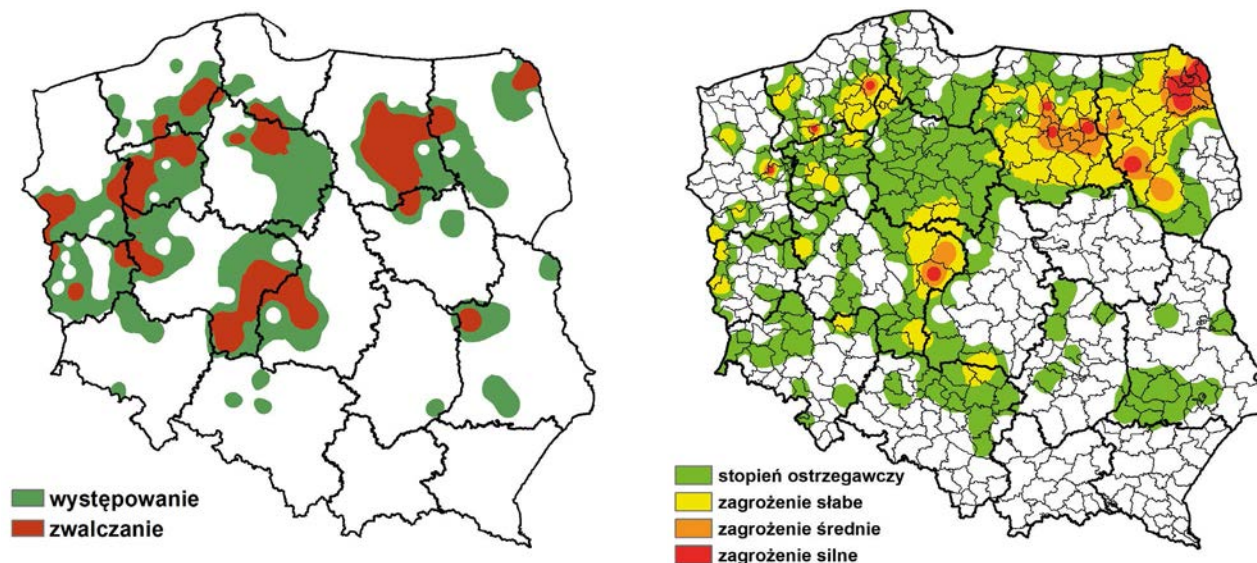 występowanie
zwalczanie
stopień ostrzegawczy
zagrożenie słabe
zagrożenie średnie
zagrożenie silne